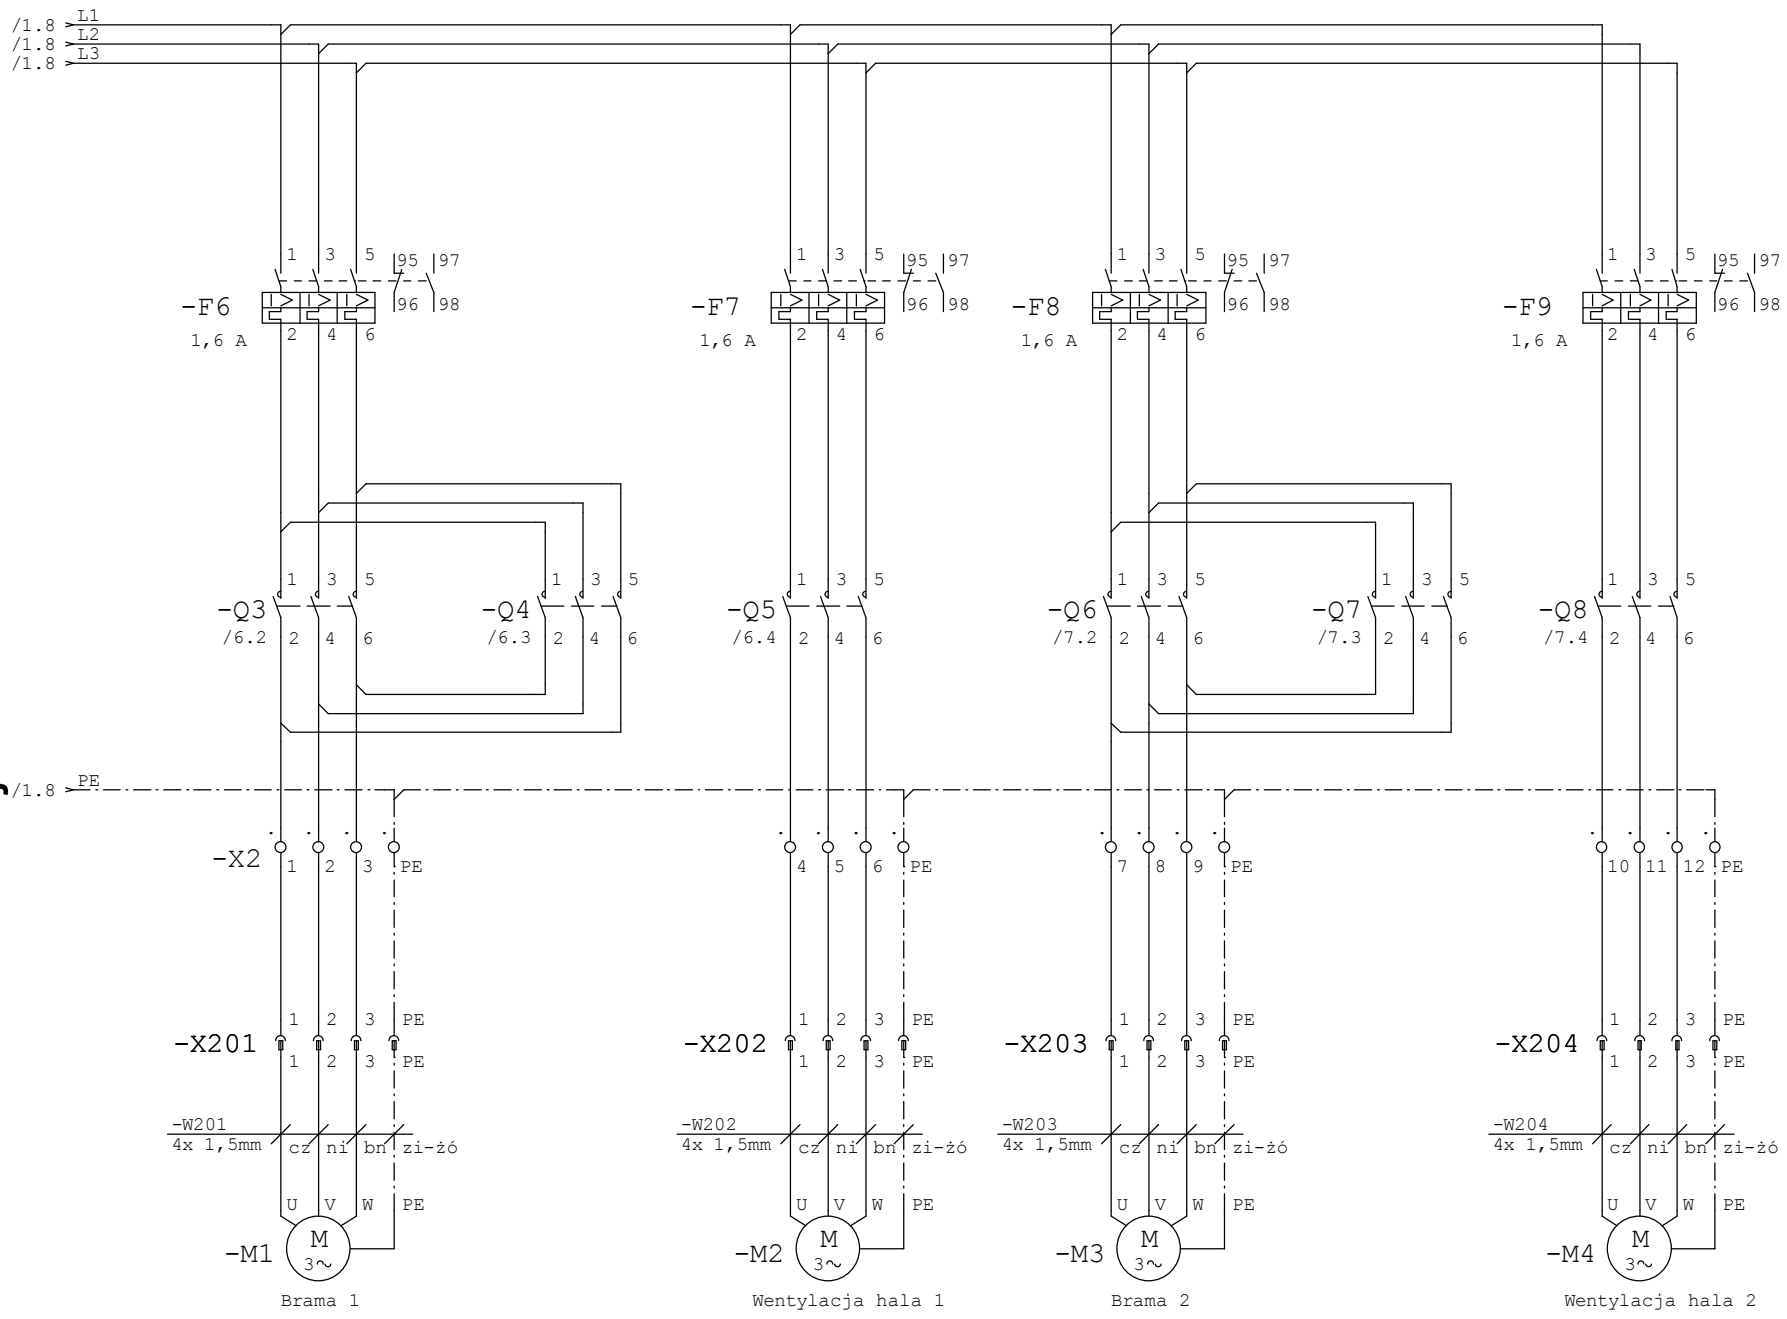 /1.8 L1
/1.8 L2
/1.8 L3
1 3 5 95 97 1 3 5 95 97 1 3 5 95 97 1 3 5 95 97
-F6 96 98 -F7 96 98 -F8 96 98 -F9 96 98
1,6 A 2 4 6 1,6 A 2 4 6 1,6 A 2 4 6 1,6 A 2 4 6
1 3 5 1 3 5 1 3 5 1 3 5 1 3 5 1 3 5
-Q3 -Q4 -Q5 -Q6 -Q7 -Q8
/6.2 2 4 6 /6.3 2 4 6 /6.4 2 4 6 /7.2 2 4 6 /7.3 2 4 6 /7.4 2 4 6
/1.8 PE
-X2 1 2 3 PE 4 5 6 PE 7 8 9 PE 10 11 12 PE
1 2 3 PE 1 2 3 PE 1 2 3 PE 1 2 3 PE
-X201 -X202 -X203 -X204
1 2 3 PE 1 2 3 PE 1 2 3 PE 1 2 3 PE
-W201 -W202 -W203 -W204
4x 1,5mm cz ni bn zi-żó 4x 1,5mm cz ni bn zi-żó 4x 1,5mm cz ni bn zi-żó 4x 1,5mm cz ni bn zi-żó
U V W PE U V W PE U V W PE U V W PE
-M1 M 3~ -M2 M 3~ -M3 M 3~ -M4 M 3~
Brama 1 Wentylacja hala 1 Brama 2 Wentylacja hala 2